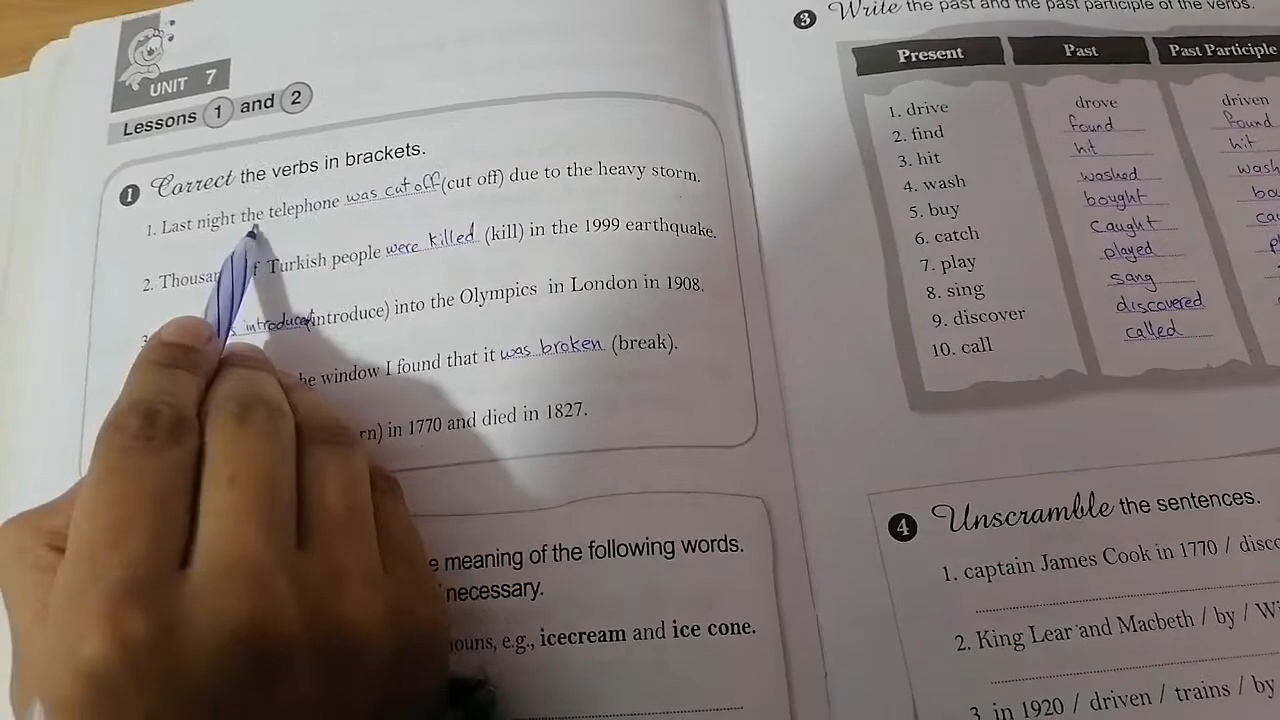 UNIT 7
Lessons 1 and 2
1 Correct the verbs in brackets.
1. Last night the telephone was cut off (cut off) due to the heavy storm.
2. Turkish people were killed (kill) in the 1999 earthquake.
(introduce) into the Olympics in London in 1908.
window I found that it was broken (break).
in 1770 and died in 1827.
meaning of the following words.
necessary.
e.g., icecream and ice cone.
3 Write the past and the past participle of the verbs.
Present Past Past Participle
1. drive drove driven
2. find found found
3. hit hit hit
4. wash washed
5. buy bought
6. catch caught
7. play played
8. sing sang
9. discover discovered
10. call called
4 Unscramble the sentences.
1. captain James Cook in 1770 /
2. King Lear and Macbeth / by /
3. in 1920 / driven / trains / by